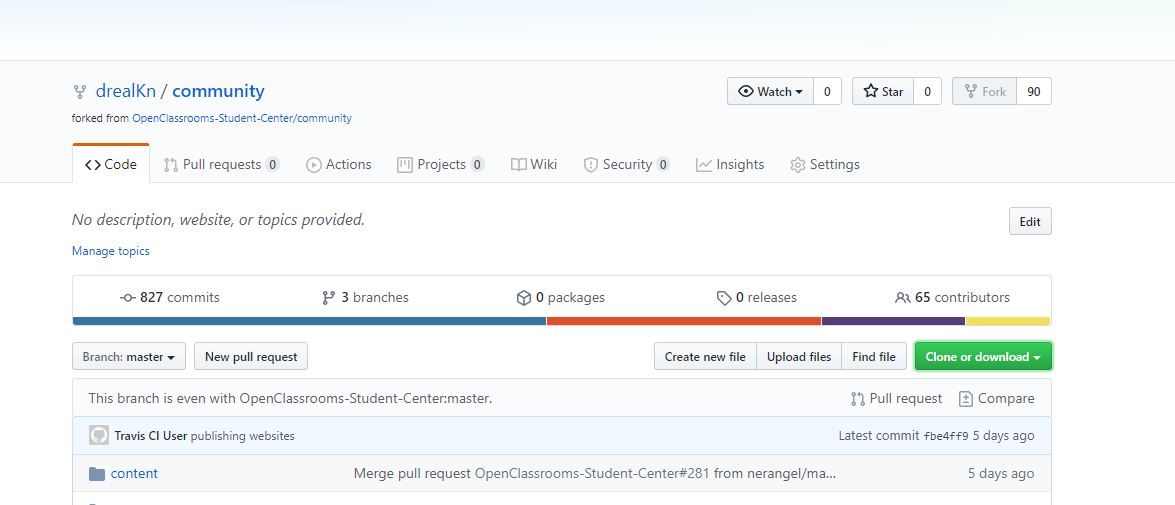 drealKn / community
Watch 0 Star 0 Fork 90
forked from OpenClassrooms-Student-Center/community
Code Pull requests 0 Actions Projects 0 Wiki Security 0 Insights Settings
No description, website, or topics provided.
Edit
Manage topics
827 commits 3 branches 0 packages 0 releases 65 contributors
Branch: master New pull request Create new file Upload files Find file Clone or download
This branch is even with OpenClassrooms-Student-Center:master. Pull request Compare
Travis CI User publishing websites Latest commit fbe4ff9 5 days ago
content Merge pull request OpenClassrooms-Student-Center#281 from nerangel/ma... 5 days ago